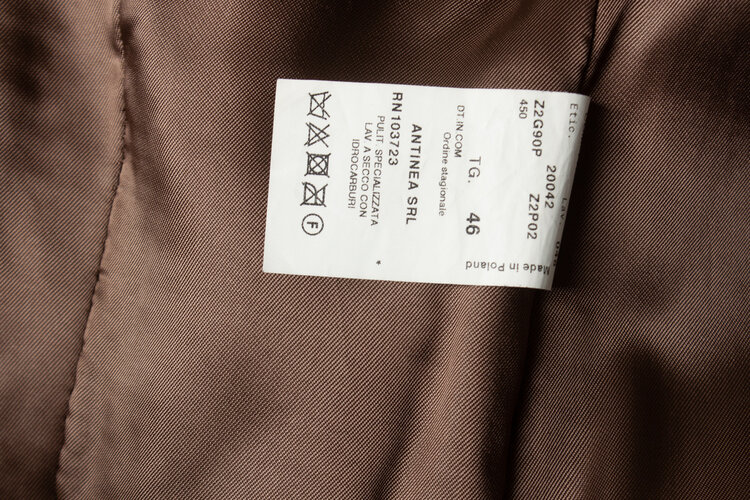 Made in Poland
Etic.
Z2G90P 20042 Z2P02
450
TG. 46
DT.IN.COM
Ordine stagionale
ANTINEA SRL
RN103723
PULIT. SPECIALIZZATA
LAV. A SECCO CON
IDROCARBURI
*
F